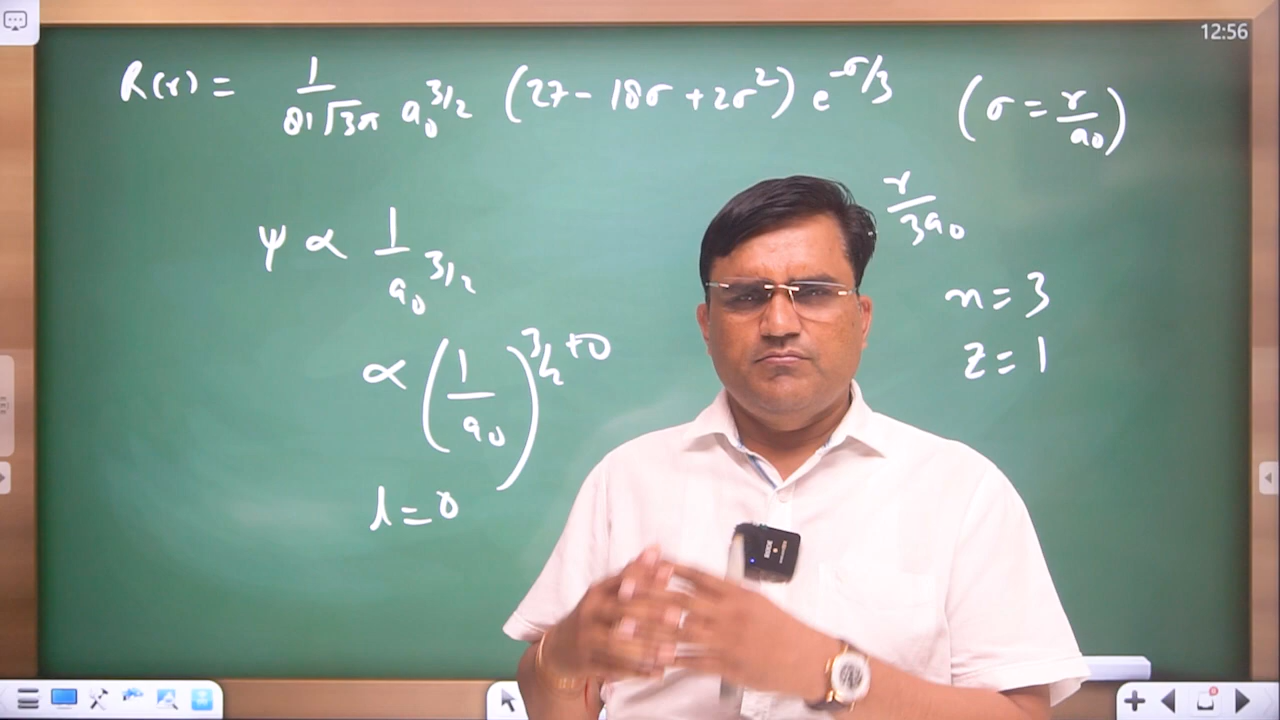 12:56
R(r) = 1/(81√3π a₀^(3/2)) (27 - 18σ + 2σ²) e^(-σ/3) (σ = r/a₀)
r/3a₀
ψ ∝ 1/a₀^(3/2)
n = 3
z = 1
∝ (1/a₀)^(3/2+0)
l = 0